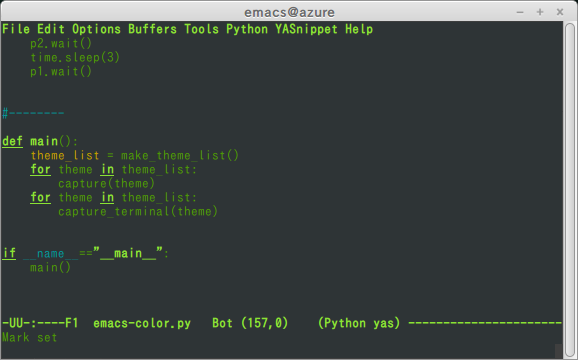 emacs@azure
File Edit Options Buffers Tools Python YASnippet Help
    p2.wait()
    time.sleep(3)
    p1.wait()
#--------
def main():
    theme_list = make_theme_list()
    for theme in theme_list:
        capture(theme)
    for theme in theme_list:
        capture_terminal(theme)
if __name__=="__main__":
    main()
-UU-:----F1  emacs-color.py   Bot (157,0)    (Python yas) ----------------------
Mark set